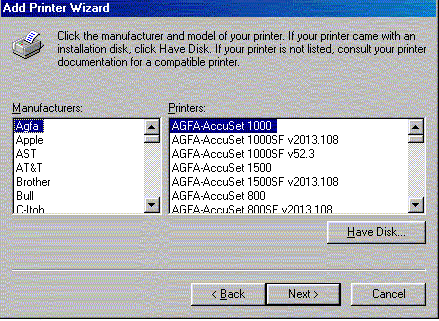 Add Printer Wizard
Click the manufacturer and model of your printer. If your printer came with an
installation disk, click Have Disk. If your printer is not listed, consult your printer
documentation for a compatible printer.
Manufacturers:
Printers:
Agfa
Apple
AST
AT&T
Brother
Bull
C-Itoh
AGFA-AccuSet 1000
AGFA-AccuSet 1000SF v2013.108
AGFA-AccuSet 1000SF v52.3
AGFA-AccuSet 1500
AGFA-AccuSet 1500SF v2013.108
AGFA-AccuSet 800
AGFA-AccuSet 800SF v2013.108
Have Disk...
< Back
Next >
Cancel